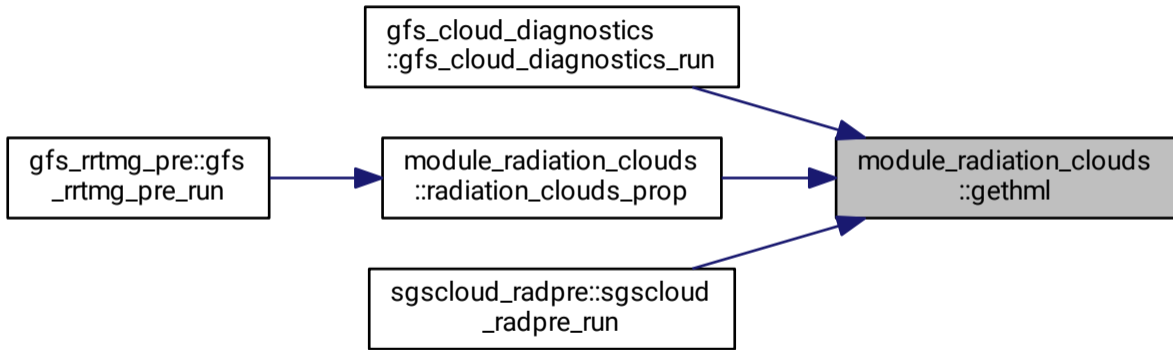 gfs_cloud_diagnostics
::gfs_cloud_diagnostics_run
gfs_rrtmg_pre::gfs
_rrtmg_pre_run
module_radiation_clouds
::radiation_clouds_prop
module_radiation_clouds
::gethml
sgscloud_radpre::sgscloud
_radpre_run